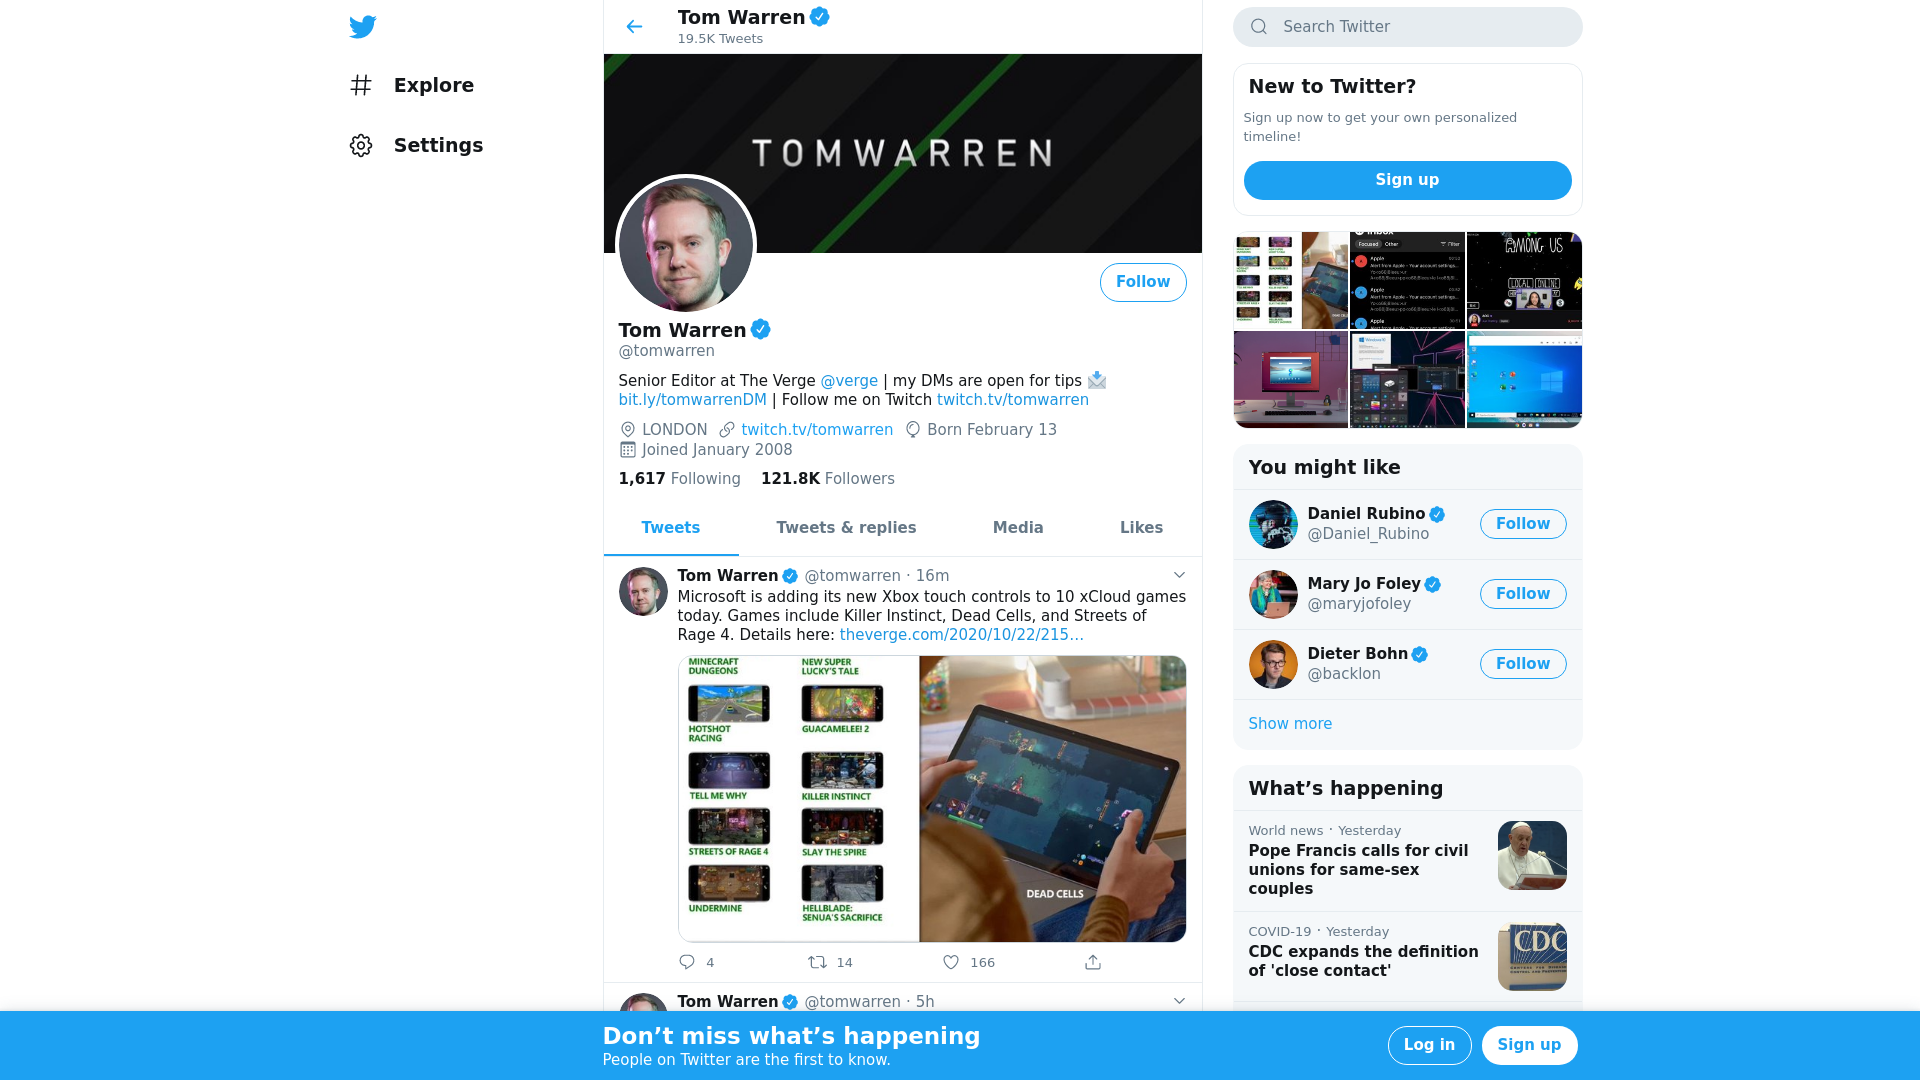 Explore
Settings
Tom Warren
19.5K Tweets
TOMWARREN
Follow
Tom Warren
@tomwarren
Senior Editor at The Verge @verge | my DMs are open for tips
bit.ly/tomwarrenDM | Follow me on Twitch twitch.tv/tomwarren
LONDON twitch.tv/tomwarren Born February 13
Joined January 2008
1,617 Following 121.8K Followers
Tweets Tweets & replies Media Likes
Tom Warren @tomwarren · 16m
Microsoft is adding its new Xbox touch controls to 10 xCloud games
today. Games include Killer Instinct, Dead Cells, and Streets of
Rage 4. Details here: theverge.com/2020/10/22/215…
MINECRAFT
DUNGEONS
NEW SUPER
LUCKY'S TALE
HOTSHOT
RACING
GUACAMELEE! 2
TELL ME WHY
KILLER INSTINCT
STREETS OF RAGE 4
SLAY THE SPIRE
UNDERMINE
HELLBLADE:
SENUA'S SACRIFICE
DEAD CELLS
4 14 166
Tom Warren @tomwarren · 5h
Search Twitter
New to Twitter?
Sign up now to get your own personalized
timeline!
Sign up
Focused Other Filter
Apple
Apple
Apple
AMONG US
LOCAL ONLINE
You might like
Daniel Rubino
@Daniel_Rubino
Follow
Mary Jo Foley
@maryjofoley
Follow
Dieter Bohn
@backlon
Follow
Show more
What’s happening
World news · Yesterday
Pope Francis calls for civil
unions for same-sex
couples
COVID-19 · Yesterday
CDC expands the definition
of 'close contact'
CDC
Don’t miss what’s happening
People on Twitter are the first to know.
Log in
Sign up